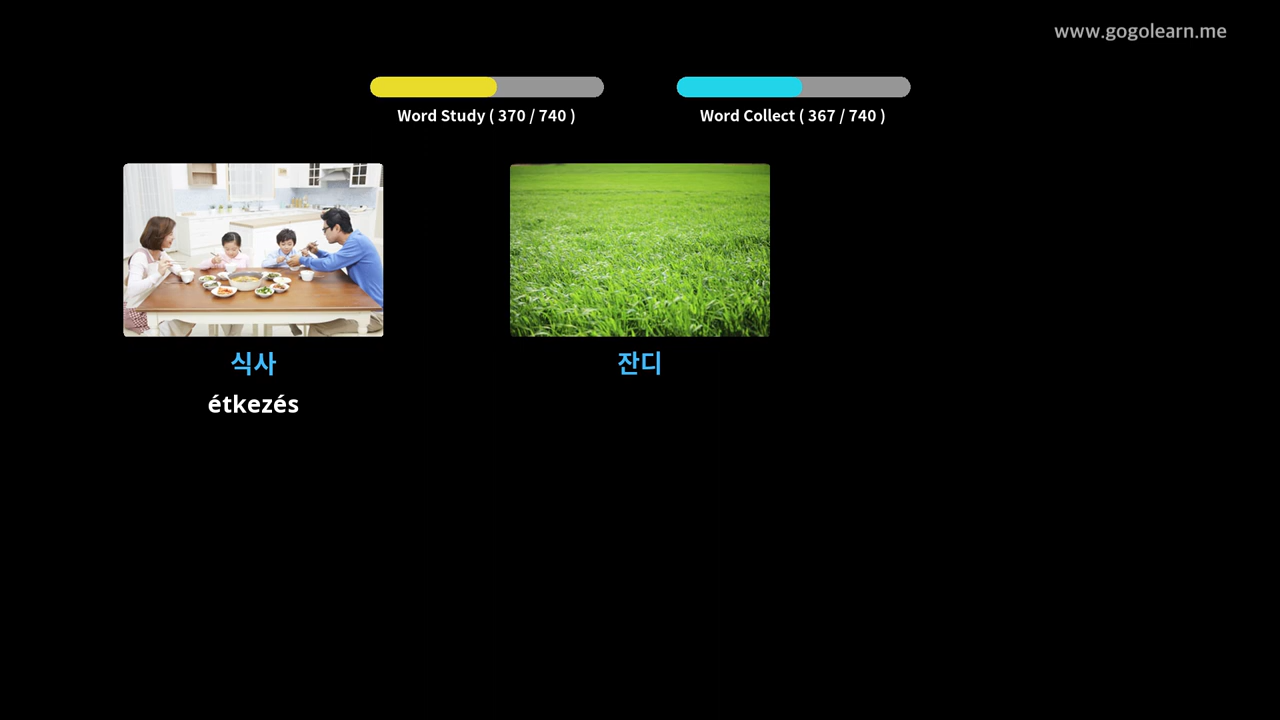 www.gogolearn.me
Word Study ( 370 / 740 )
Word Collect ( 367 / 740 )
식사
étkezés
잔디